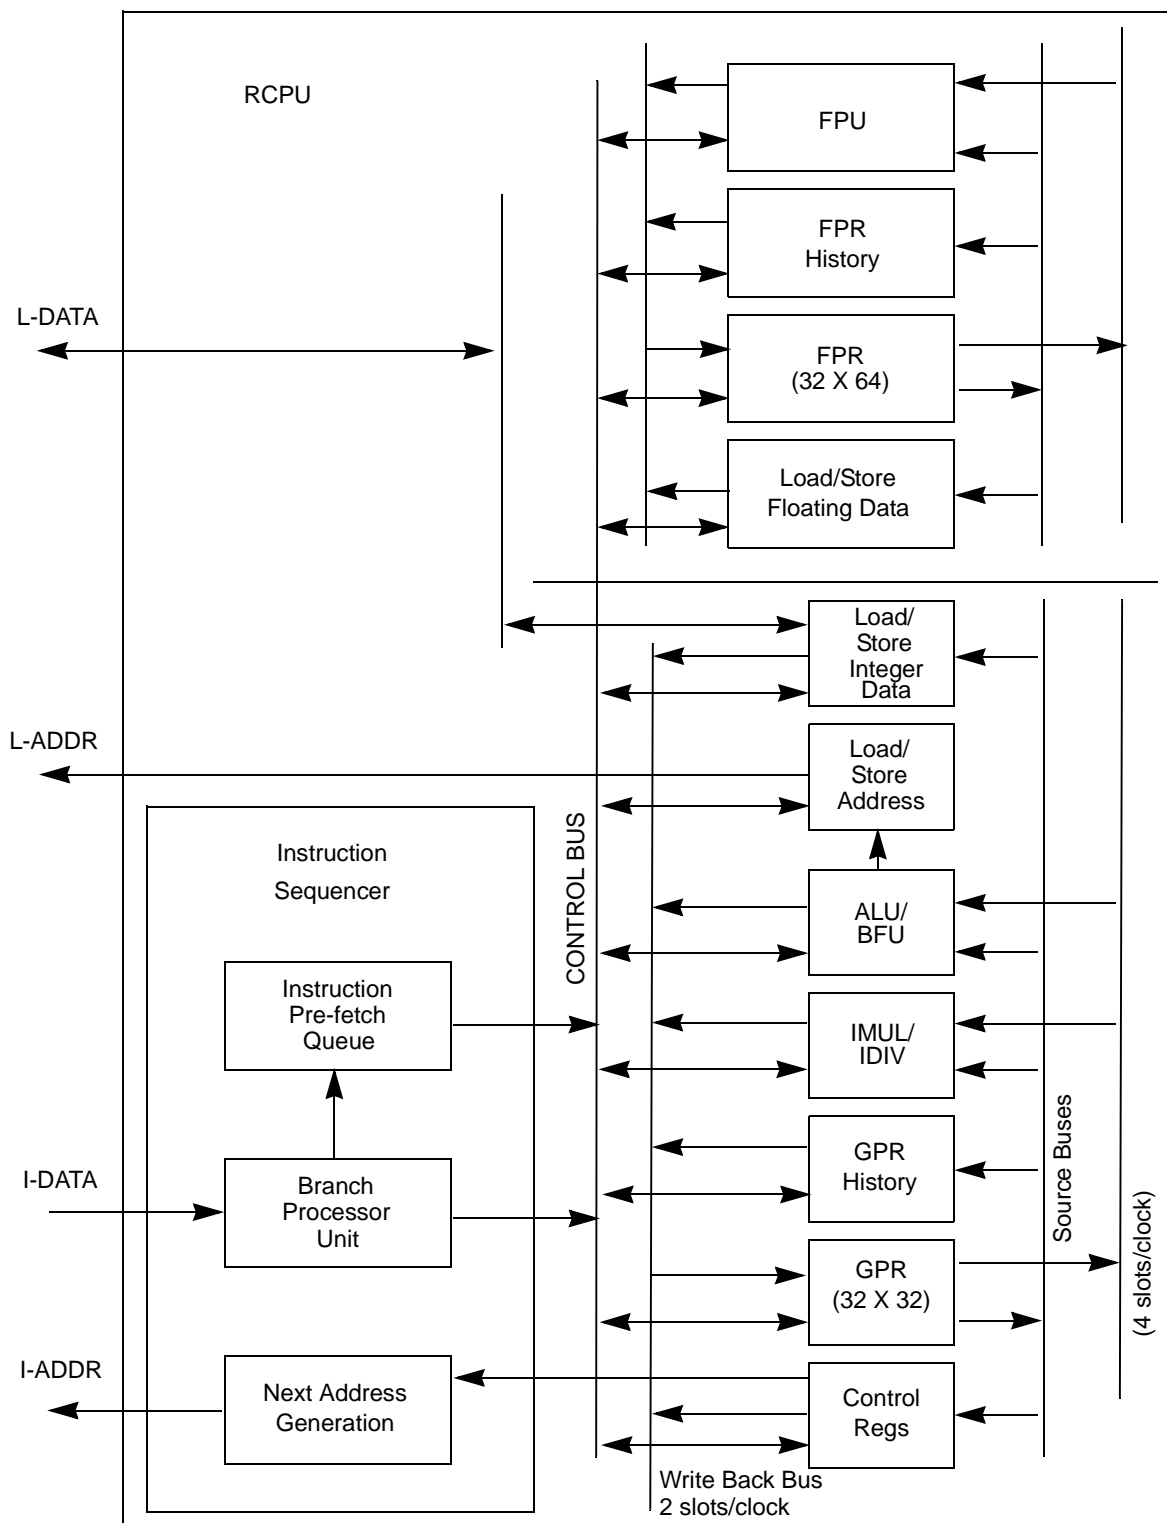 RCPU
FPU
FPR
History
L-DATA
FPR
(32 X 64)
Load/Store
Floating Data
Load/
Store
Integer
Data
L-ADDR
Load/
Store
Address
Instruction
Sequencer
CONTROL BUS
ALU/
BFU
Instruction
Pre-fetch
Queue
IMUL/
IDIV
Source Buses
GPR
History
I-DATA
Branch
Processor
Unit
(4 slots/clock)
GPR
(32 X 32)
I-ADDR
Next Address
Generation
Control
Regs
Write Back Bus
2 slots/clock